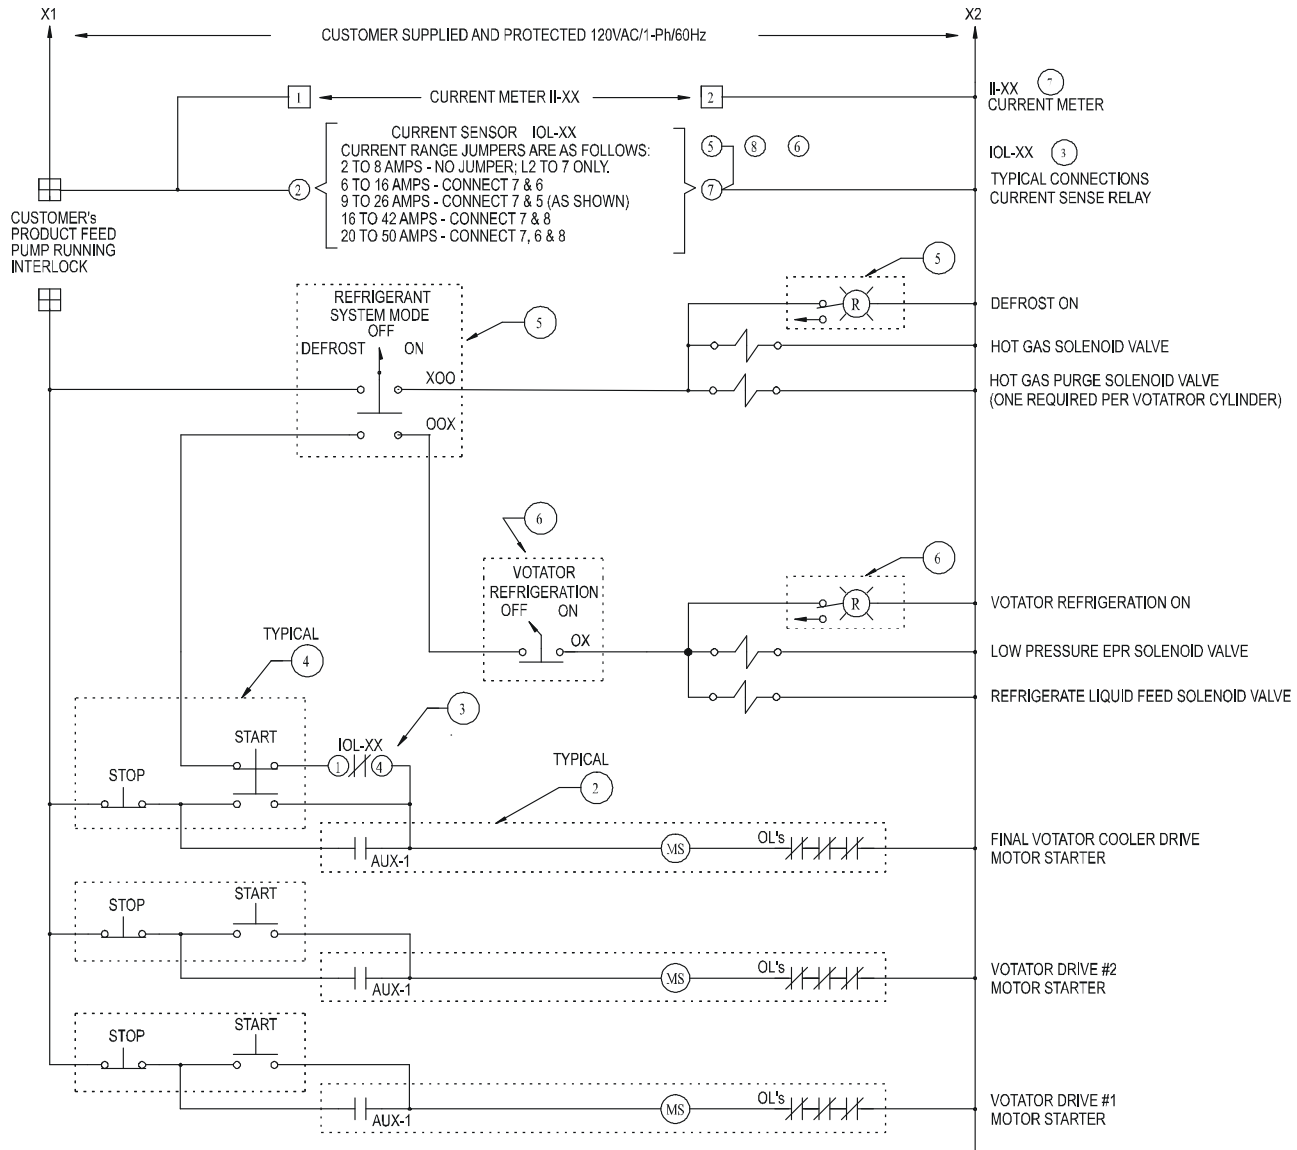 X1
X2
CUSTOMER SUPPLIED AND PROTECTED 120VAC/1-Ph/60Hz
1
CURRENT METER II-XX
2
II-XX 7
CURRENT METER
CURRENT SENSOR IOL-XX
CURRENT RANGE JUMPERS ARE AS FOLLOWS:
2 TO 8 AMPS - NO JUMPER; L2 TO 7 ONLY.
6 TO 16 AMPS - CONNECT 7 & 6
9 TO 26 AMPS - CONNECT 7 & 5 (AS SHOWN)
16 TO 42 AMPS - CONNECT 7 & 8
20 TO 50 AMPS - CONNECT 7, 6 & 8
2
5 8 6
7
IOL-XX 3
TYPICAL CONNECTIONS
CURRENT SENSE RELAY
CUSTOMER's
PRODUCT FEED
PUMP RUNNING
INTERLOCK
REFRIGERANT
SYSTEM MODE
OFF
DEFROST ON
XOO
OOX
5
5
R
DEFROST ON
HOT GAS SOLENOID VALVE
HOT GAS PURGE SOLENOID VALVE
(ONE REQUIRED PER VOTATROR CYLINDER)
6
VOTATOR
REFRIGERATION
OFF ON
OX
6
R
VOTATOR REFRIGERATION ON
LOW PRESSURE EPR SOLENOID VALVE
REFRIGERATE LIQUID FEED SOLENOID VALVE
TYPICAL
4
START
STOP
IOL-XX
1 4
3
TYPICAL
2
AUX-1
MS
OL's
FINAL VOTATOR COOLER DRIVE
MOTOR STARTER
STOP
START
AUX-1
MS
OL's
VOTATOR DRIVE #2
MOTOR STARTER
STOP
START
AUX-1
MS
OL's
VOTATOR DRIVE #1
MOTOR STARTER